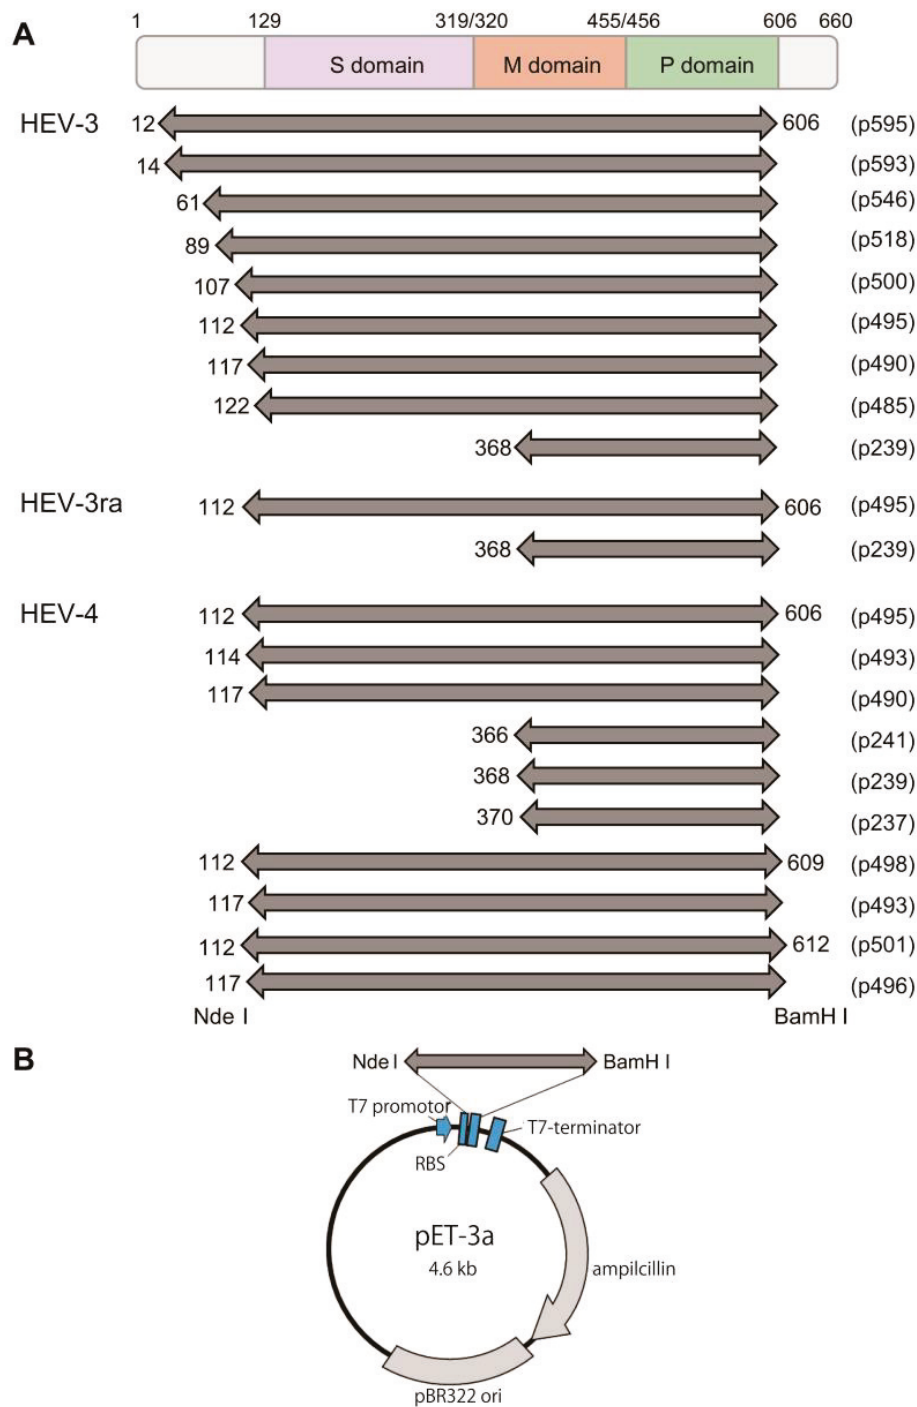 A
1 129 319/320 455/456 606 660
S domain M domain P domain
HEV-3 12 606 (p595)
14 (p593)
61 (p546)
89 (p518)
107 (p500)
112 (p495)
117 (p490)
122 (p485)
368 (p239)
HEV-3ra 112 606 (p495)
368 (p239)
HEV-4 112 606 (p495)
114 (p493)
117 (p490)
366 (p241)
368 (p239)
370 (p237)
112 609 (p498)
117 (p493)
112 612 (p501)
117 (p496)
Nde I BamH I
B
Nde I BamH I
T7 promotor
T7-terminator
RBS
pET-3a
4.6 kb
ampilcillin
pBR322 ori